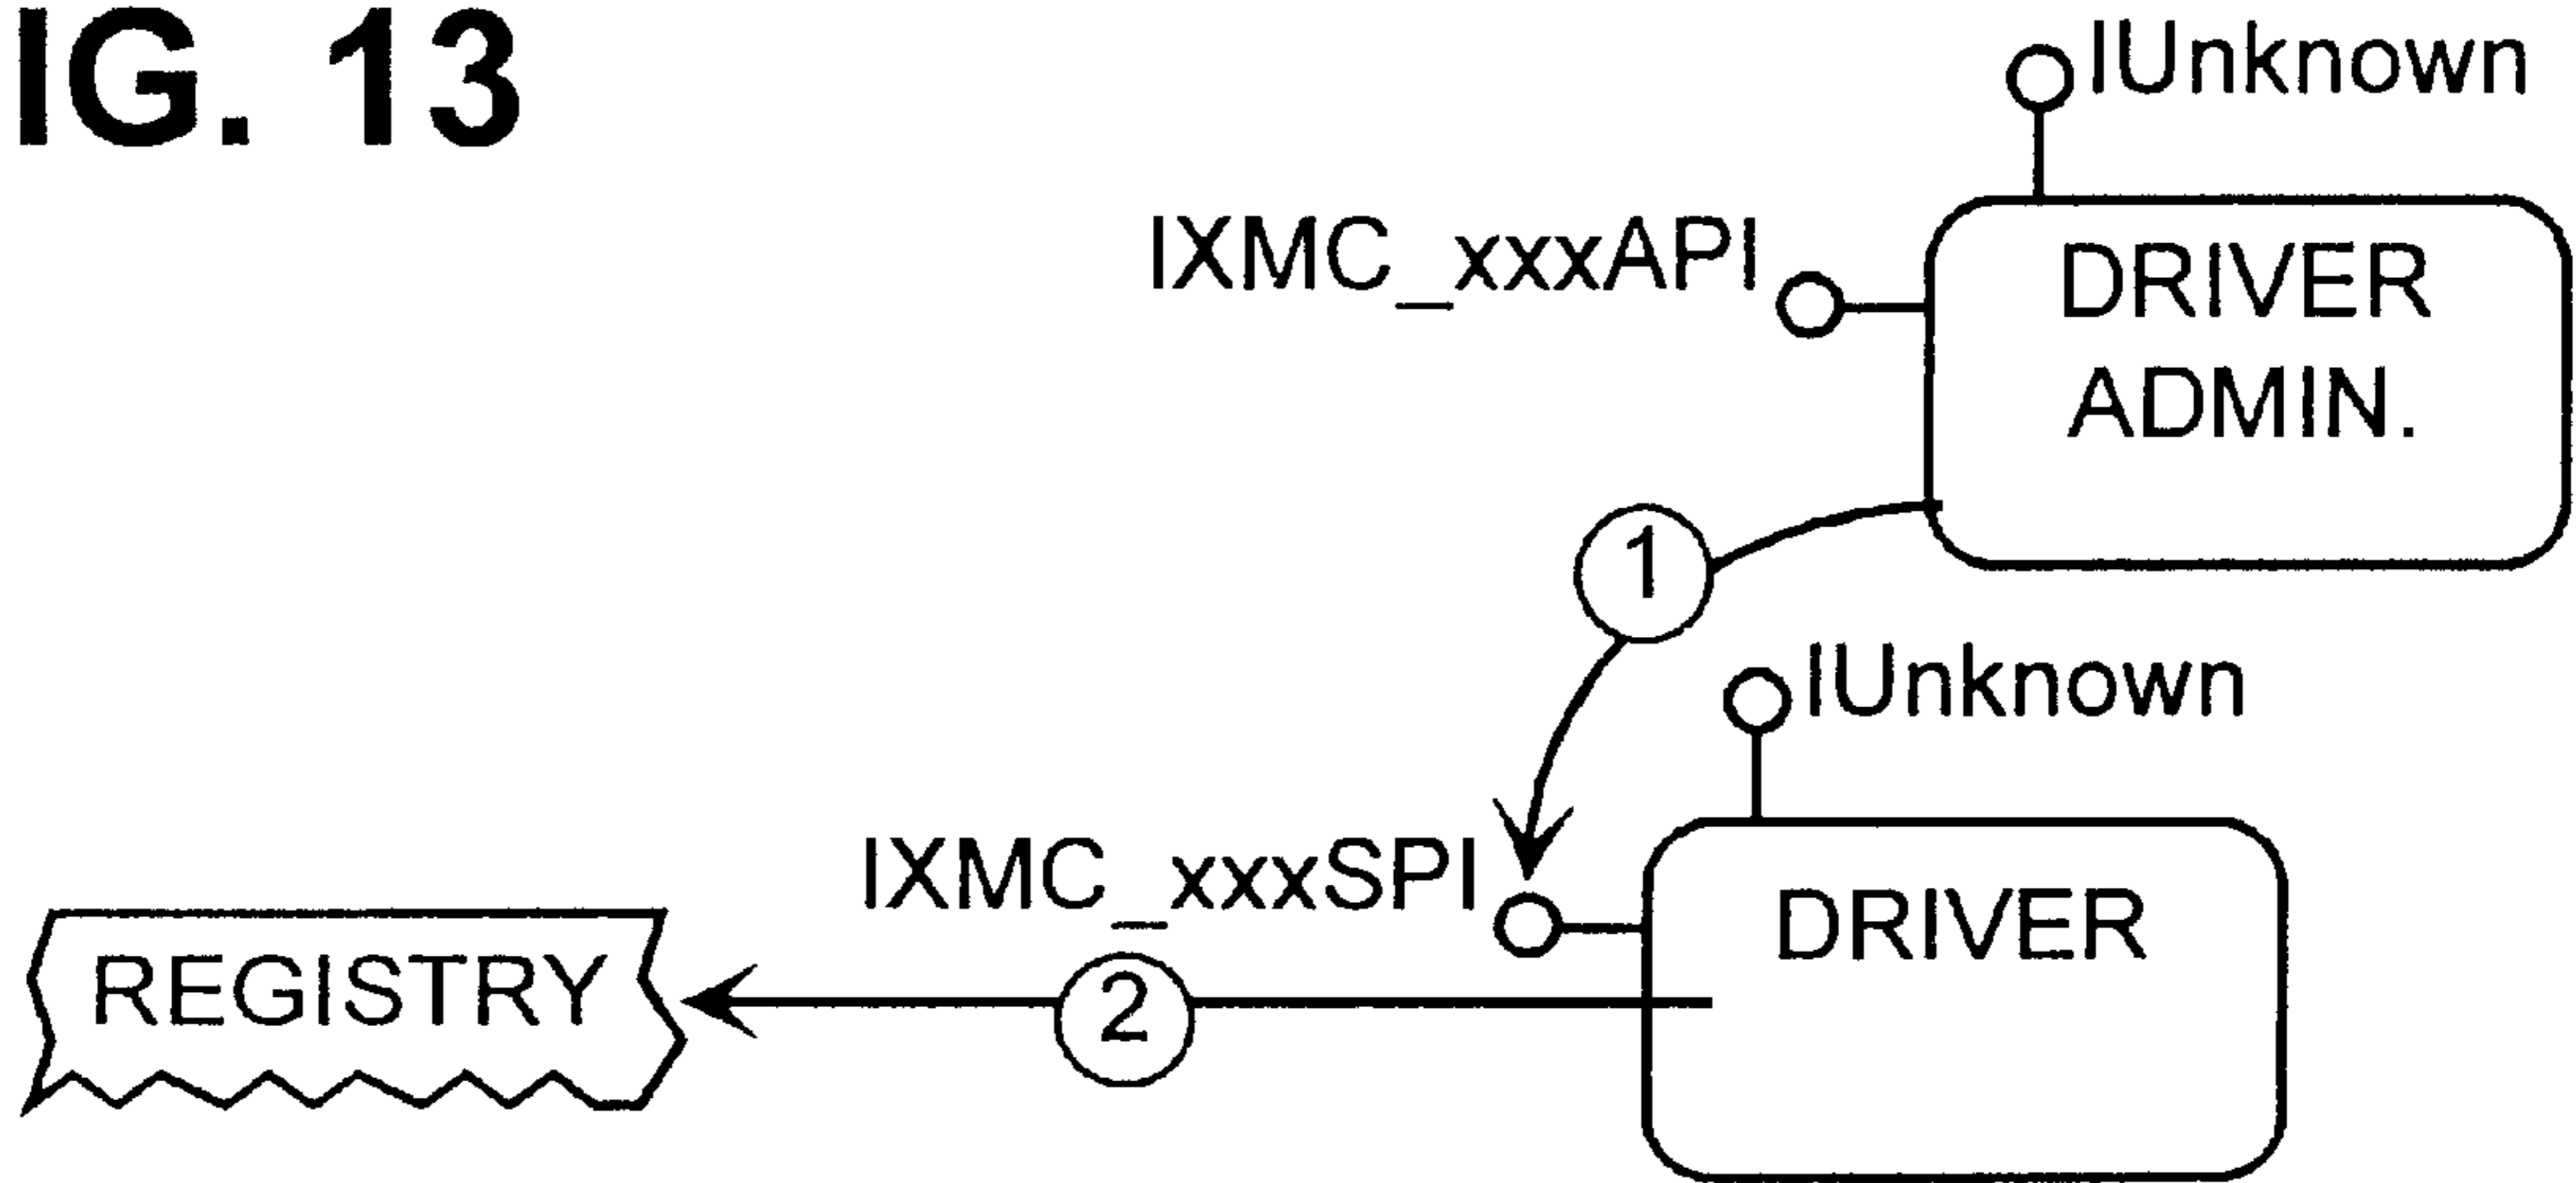 IG. 13
IUnknown
IXMC_xxxAPI
DRIVER
ADMIN.
1
IUnknown
IXMC_xxxSPI
DRIVER
REGISTRY
2